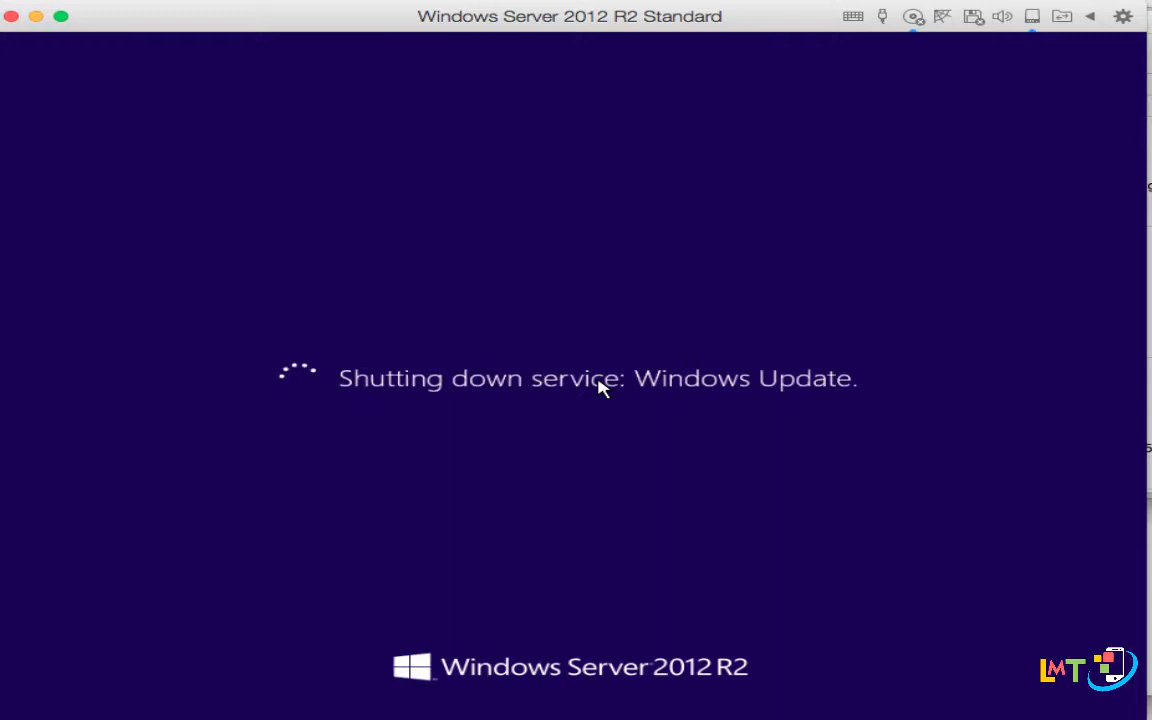 Windows Server 2012 R2 Standard
Shutting down service: Windows Update.
Windows Server 2012 R2
LMT